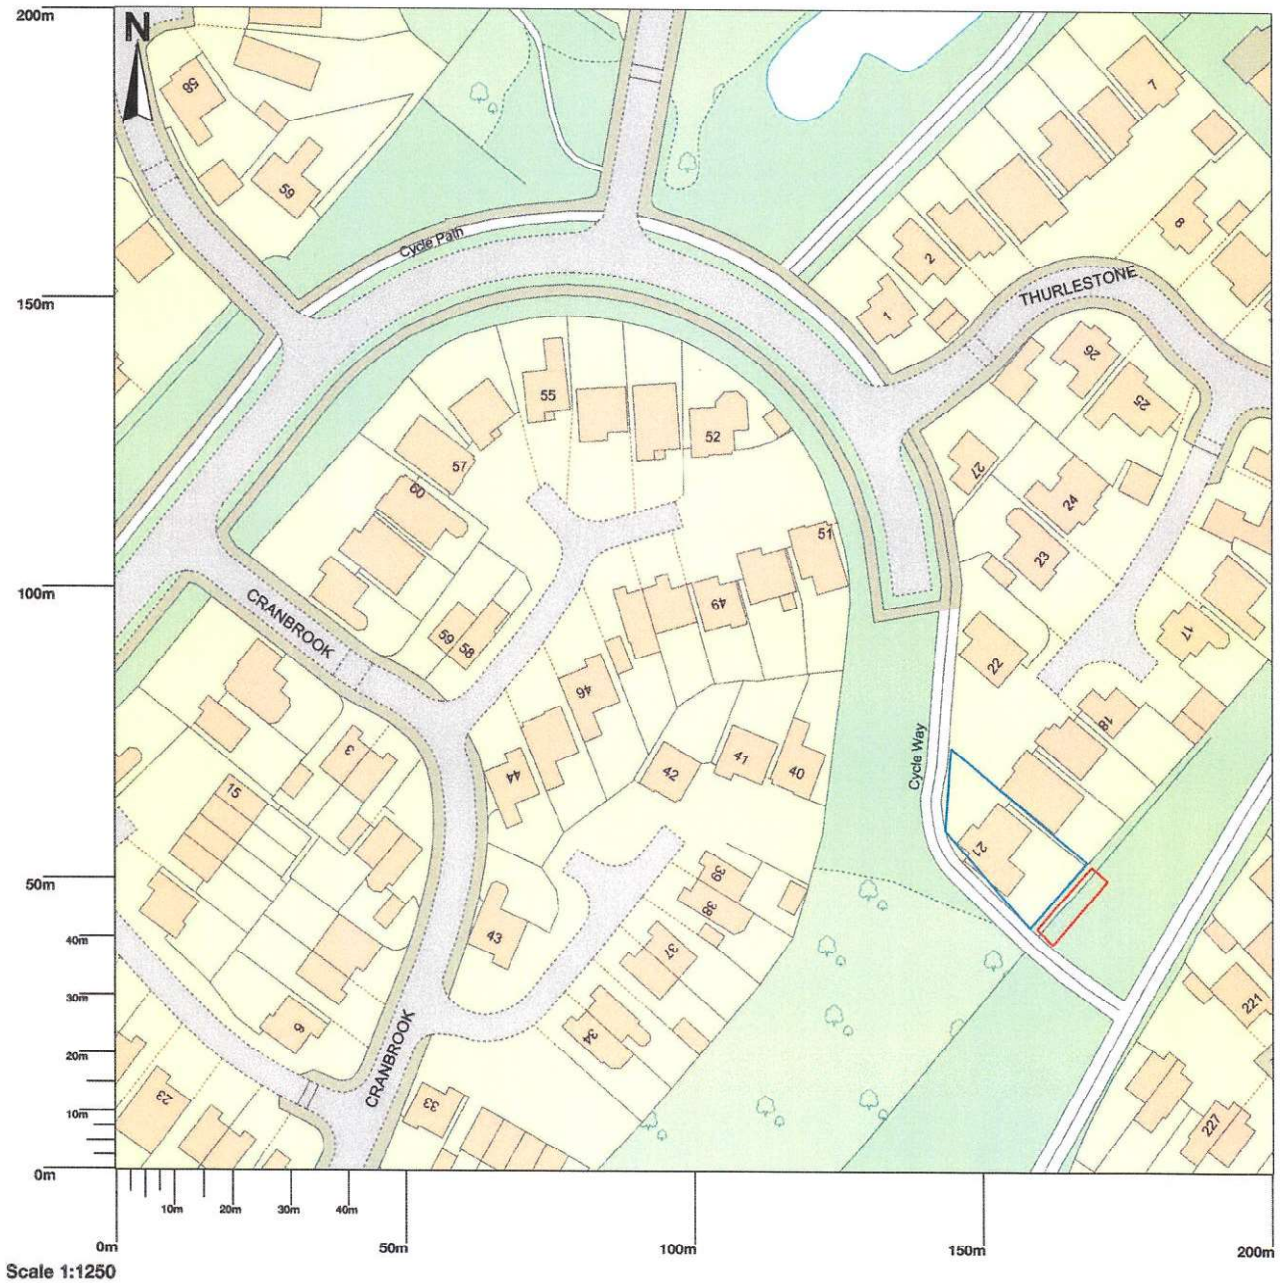 200m
N
58
59
Cycle Path
7
8
2
1
THURLESTONE
150m
26
25
55
52
57
60
27
24
23
51
49
100m
CRANBROOK
59
58
17
22
46
18
3
44
42
41
40
Cycle Way
15
21
50m
39
38
43
37
40m
30m
221
6
34
20m
CRANBROOK
10m
23
33
227
0m
10m
20m
30m
40m
0m
50m
100m
150m
200m
Scale 1:1250